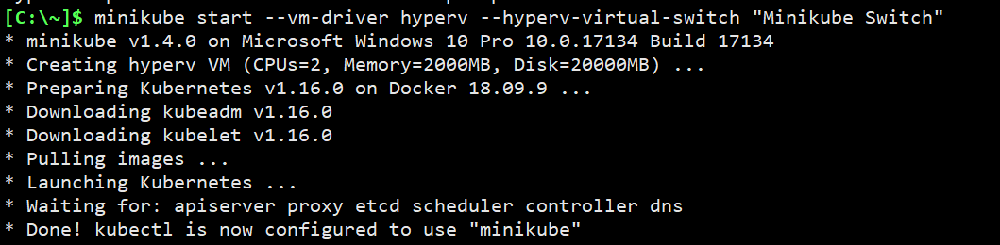 [C:\~]$ minikube start --vm-driver hyperv --hyperv-virtual-switch "Minikube Switch"
* minikube v1.4.0 on Microsoft Windows 10 Pro 10.0.17134 Build 17134
* Creating hyperv VM (CPUs=2, Memory=2000MB, Disk=20000MB) ...
* Preparing Kubernetes v1.16.0 on Docker 18.09.9 ...
* Downloading kubeadm v1.16.0
* Downloading kubelet v1.16.0
* Pulling images ...
* Launching Kubernetes ...
* Waiting for: apiserver proxy etcd scheduler controller dns
* Done! kubectl is now configured to use "minikube"